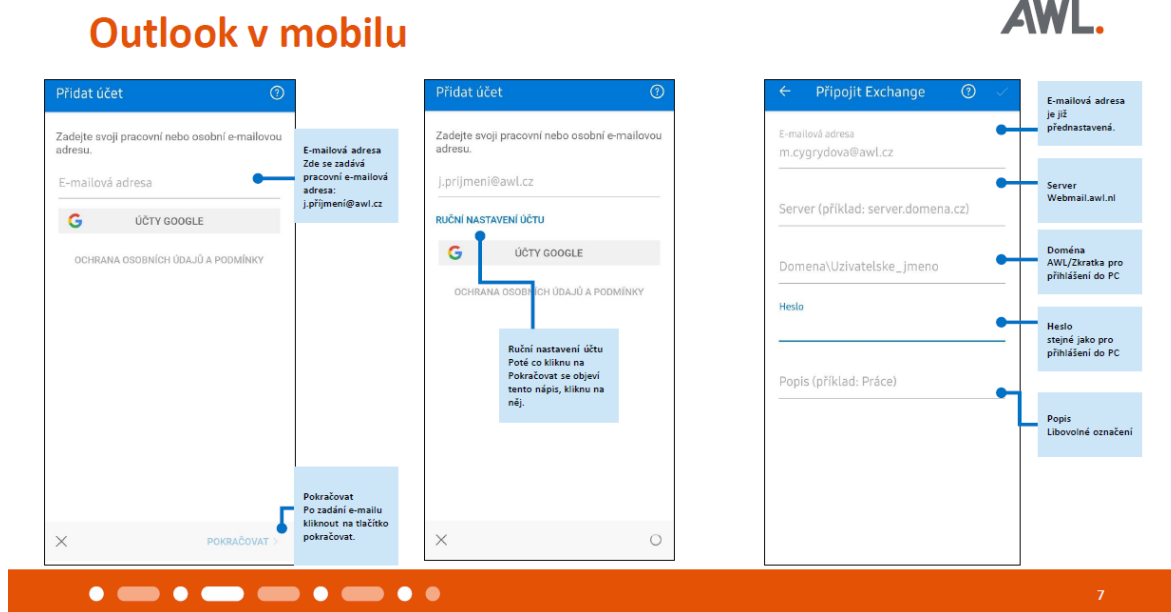 Outlook v mobilu
AWL.
Přidat účet
Zadejte svoji pracovní nebo osobní e-mailovou
adresu.
E-mailová adresa
ÚČTY GOOGLE
OCHRANA OSOBNÍCH ÚDAJŮ A PODMÍNKY
POKRAČOVAT
E-mailová adresa
Zde se zadává
pracovní e-mailová
adresa:
j.příjmení@awl.cz
Pokračovat
Po zadání e-mailu
kliknout na tlačítko
pokračovat.
Přidat účet
Zadejte svoji pracovní nebo osobní e-mailovou
adresu.
j.prijmeni@awl.cz
RUČNÍ NASTAVENÍ ÚČTU
ÚČTY GOOGLE
OCHRANA OSOBNÍCH ÚDAJŮ A PODMÍNKY
Ruční nastavení účtu
Poté co kliknu na
Pokračovat se objeví
tento nápis, kliknu na
něj.
Připojit Exchange
E-mailová adresa
m.cygrydova@awl.cz
Server (příklad: server.domena.cz)
Domena\Uzivatelske_jmeno
Heslo
Popis (příklad: Práce)
E-mailová adresa
je již
přednastavená.
Server
Webmail.awl.nl
Doména
AWL/Zkratka pro
přihlášení do PC
Heslo
stejné jako pro
přihlášení do PC
Popis
Libovolné označení
7